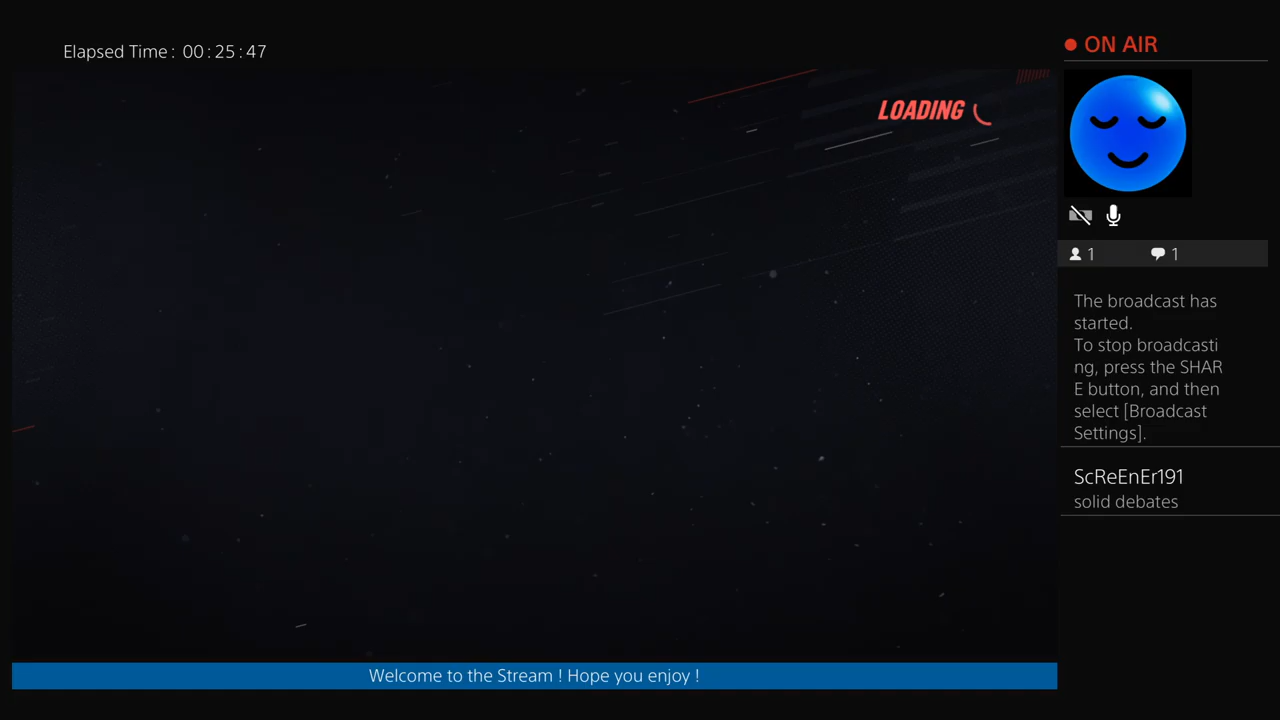 Elapsed Time: 00:25:47
ON AIR
LOADING
1 1
The broadcast has
started.
To stop broadcasti
ng, press the SHAR
E button, and then
select [Broadcast
Settings].
ScReEnEr191
solid debates
Welcome to the Stream ! Hope you enjoy !